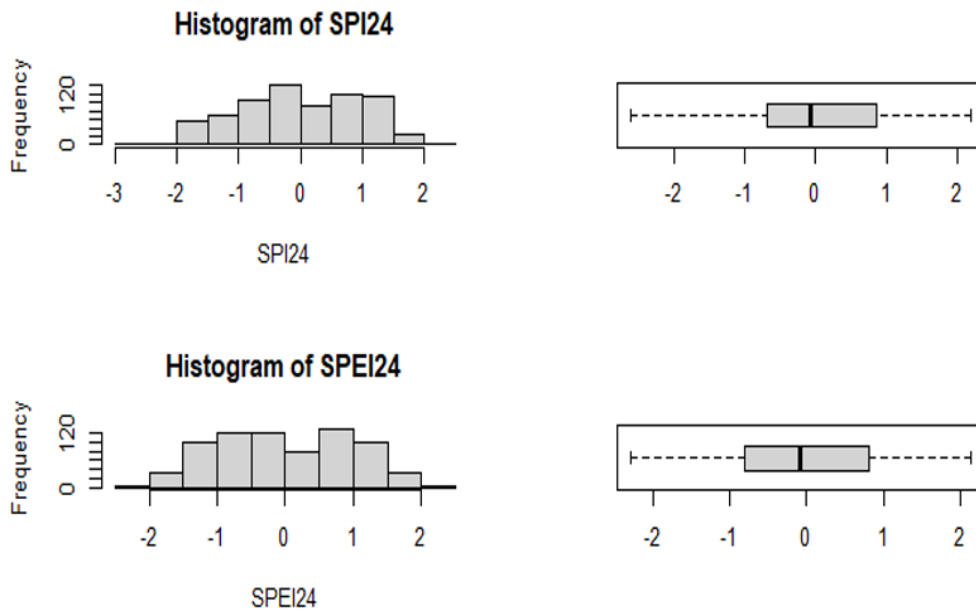 Histogram of SPI24
Frequency
0 120
-3 -2 -1 0 1 2
SPI24
-2 -1 0 1 2
Histogram of SPEI24
Frequency
0 120
-2 -1 0 1 2
SPEI24
-2 -1 0 1 2